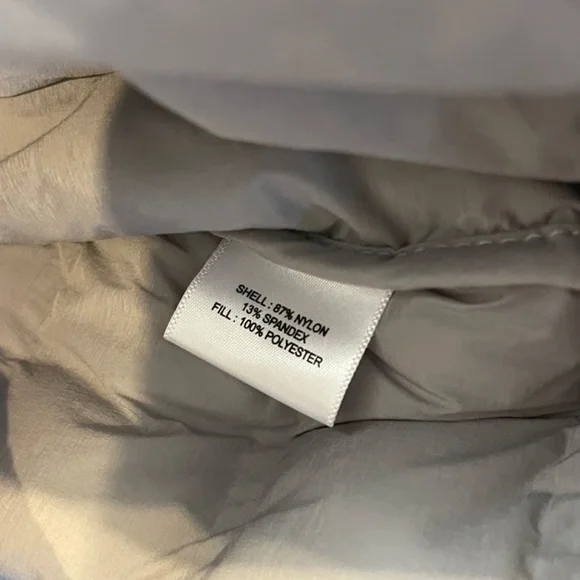 SHELL : 87% NYLON
13% SPANDEX
FILL : 100% POLYESTER